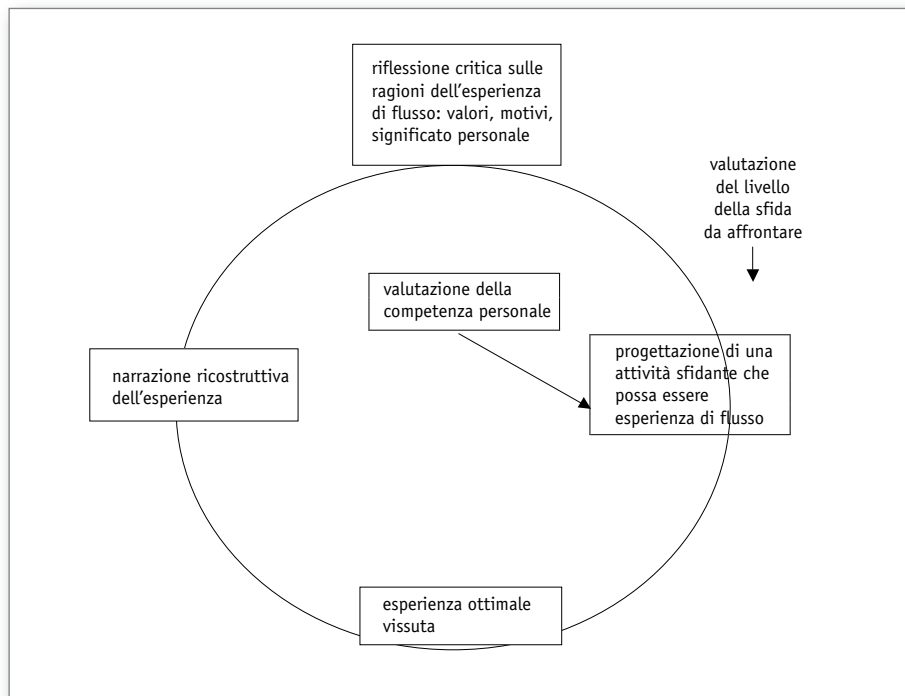 riflessione critica sulle
ragioni dell'esperienza
di flusso: valori, motivi,
significato personale
valutazione
del livello
della sfida
da affrontare
valutazione della
competenza personale
progettazione di una
attività sfidante che
possa essere
esperienza di flusso
narrazione ricostruttiva
dell'esperienza
esperienza ottimale
vissuta